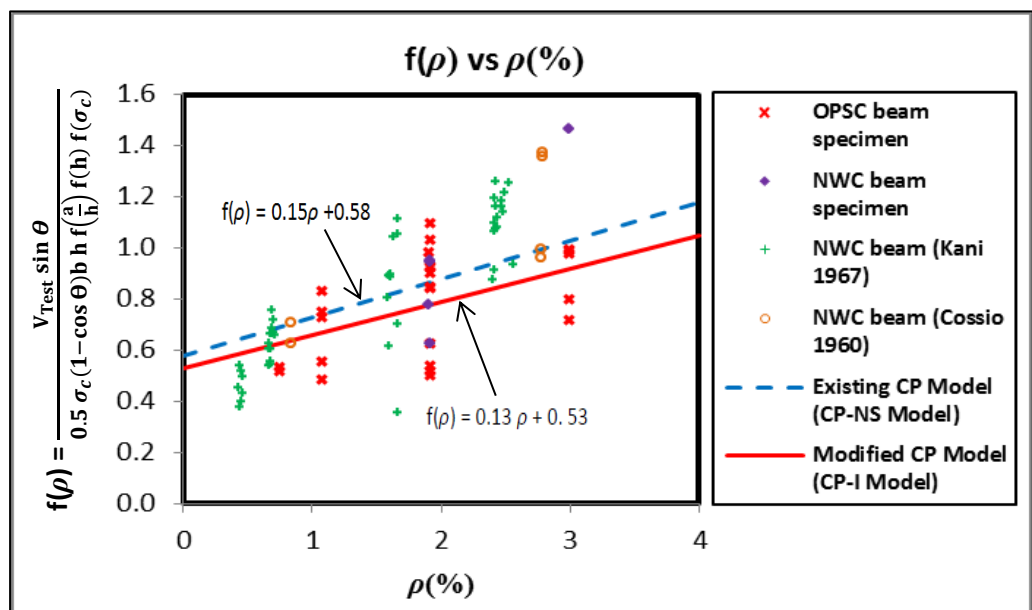 f(ρ) vs ρ(%)
f(ρ) = V_Test sin θ / 0.5 σ_c (1−cos θ)b h f(a/h) f(h) f(σ_c)
1.6
1.4
1.2
1.0
0.8
0.6
0.4
0.2
0.0
f(ρ) = 0.15ρ +0.58
f(ρ) = 0.13 ρ + 0. 53
0 1 2 3 4
ρ(%)
OPSC beam
specimen
NWC beam
specimen
NWC beam (Kani
1967)
NWC beam (Cossio
1960)
Existing CP Model
(CP-NS Model)
Modified CP Model
(CP-I Model)